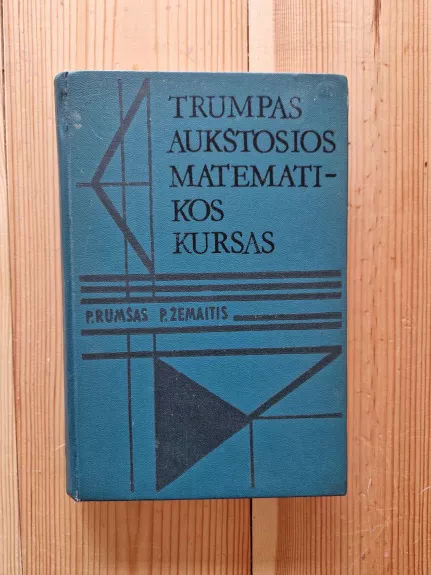 TRUMPAS
AUKŠTOSIOS
MATEMATI-
KOS
KURSAS
P. RUMŠAS P. ŽEMAITIS